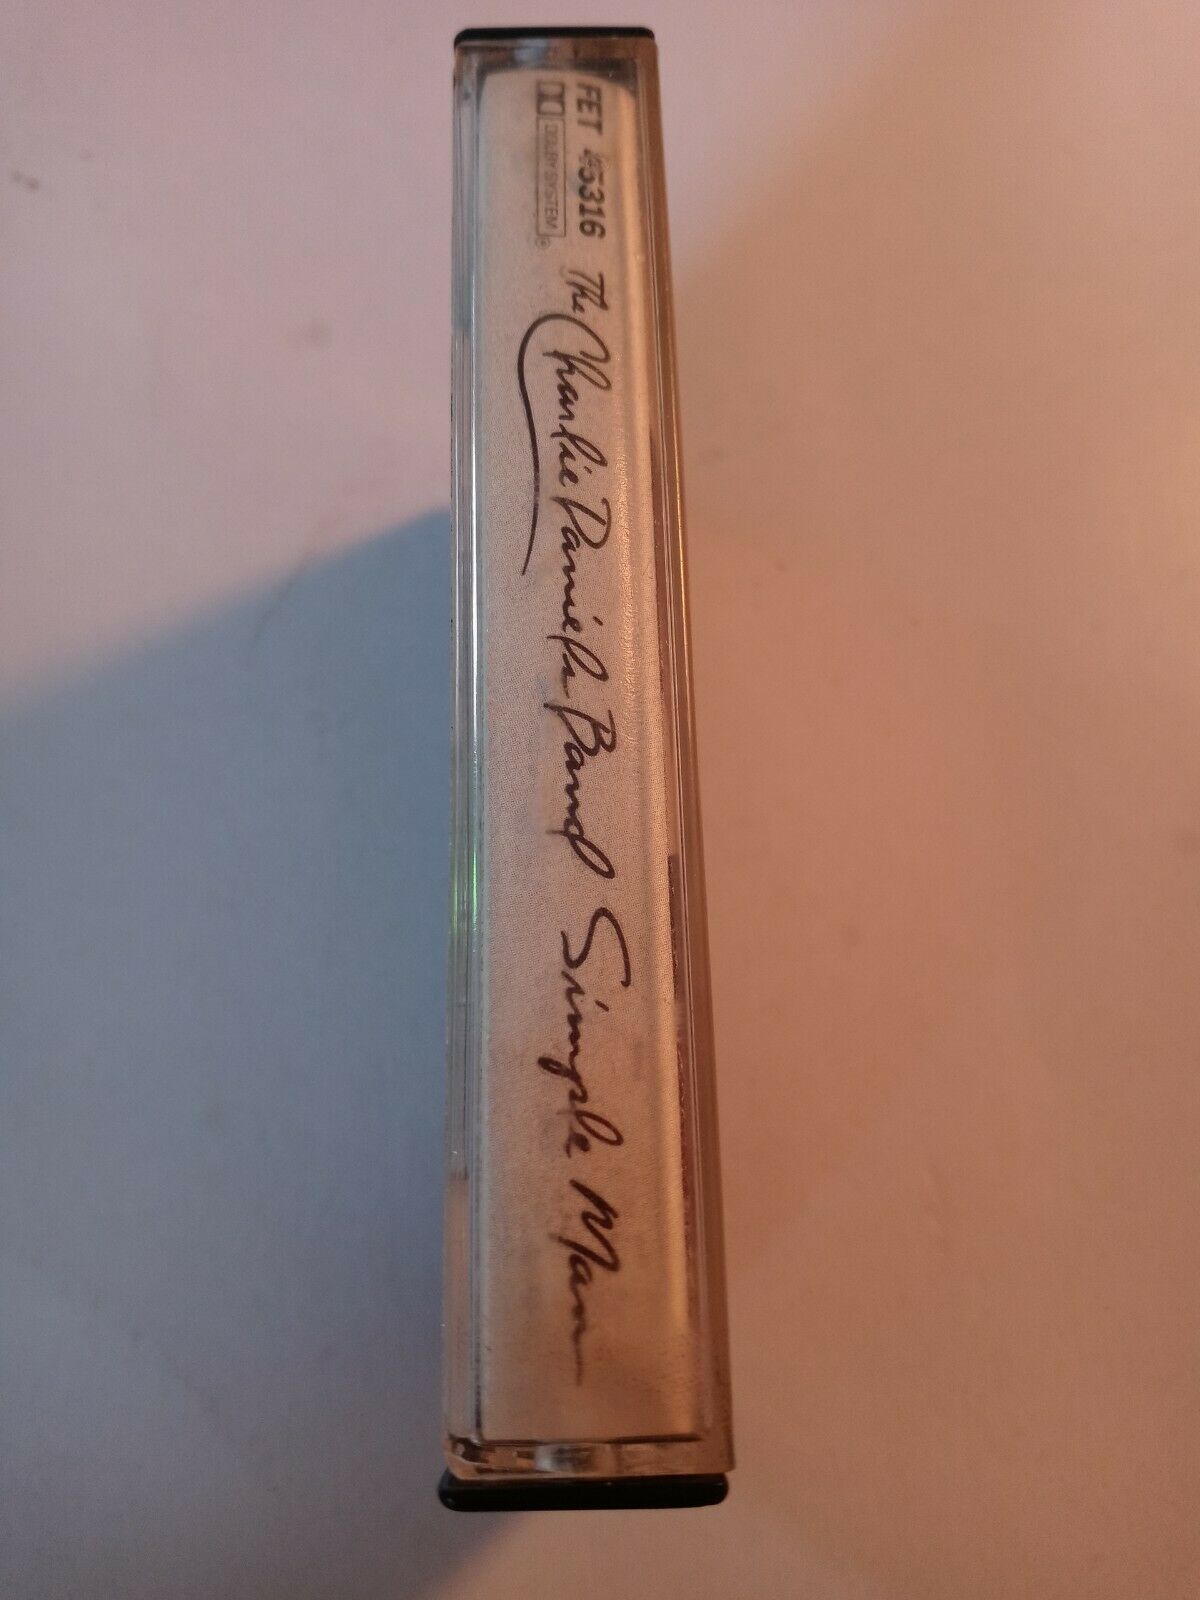 FET 45316
DOLBY SYSTEM
The Charlie Daniels Band Simple Man